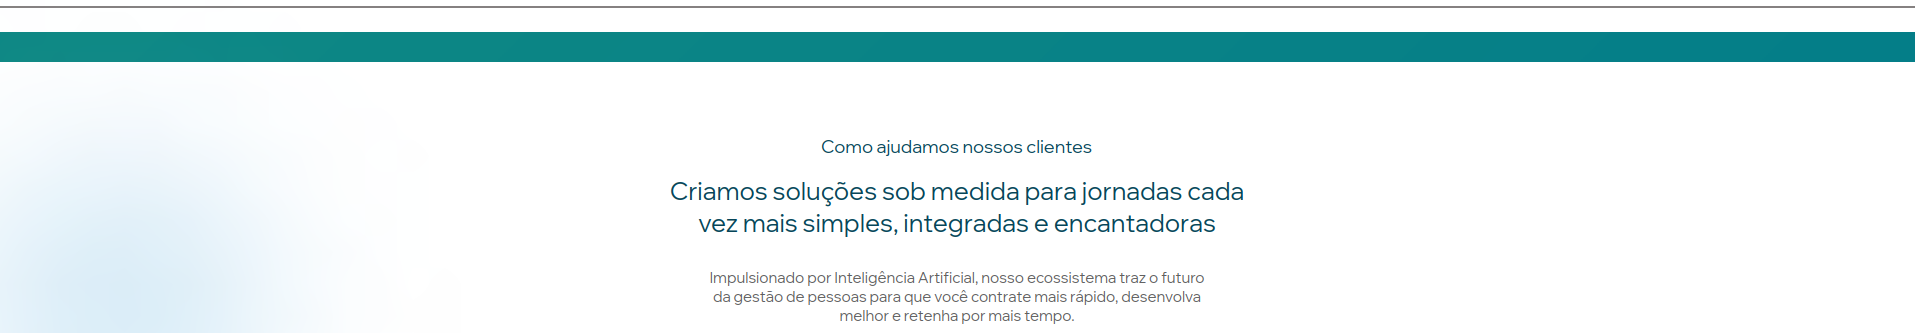 Como ajudamos nossos clientes
Criamos soluções sob medida para jornadas cada
vez mais simples, integradas e encantadoras
Impulsionado por Inteligência Artificial, nosso ecossistema traz o futuro
da gestão de pessoas para que você contrate mais rápido, desenvolva
melhor e retenha por mais tempo.